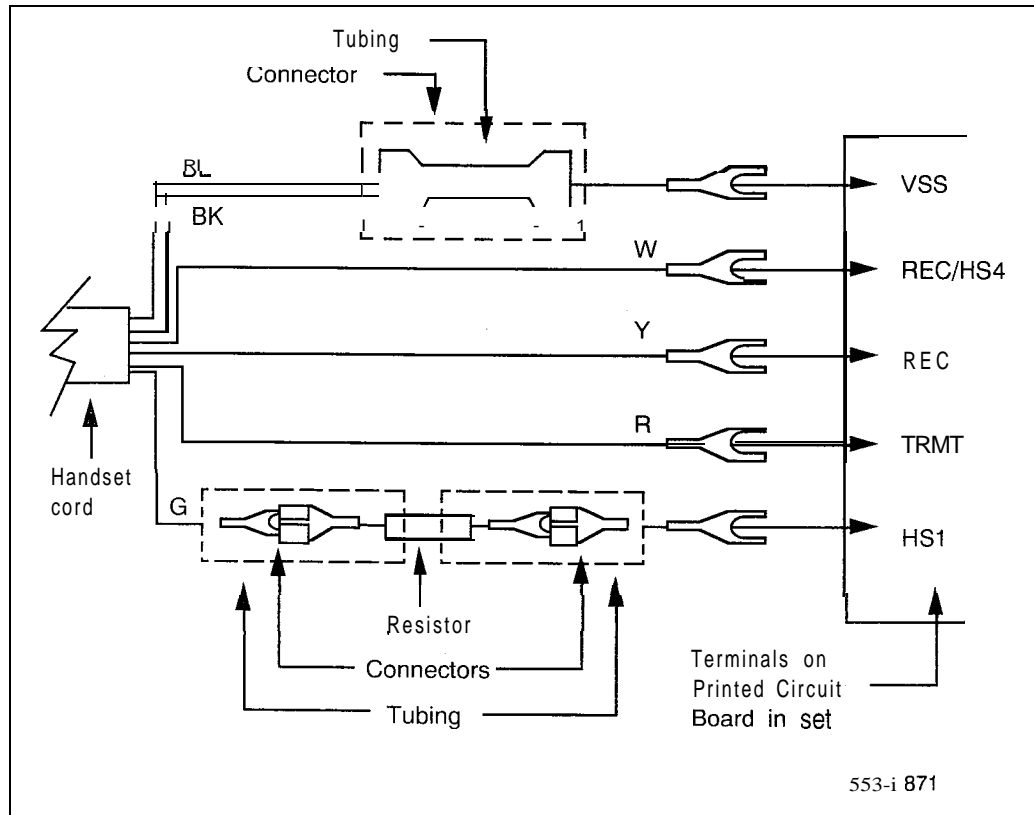 Tubing
Connector
BL
BK
VSS
W
REC/HS4
Y
REC
R
TRMT
Handset
cord
G
HS1
Resistor
Connectors
Tubing
Terminals on
Printed Circuit
Board in set
553-i 871